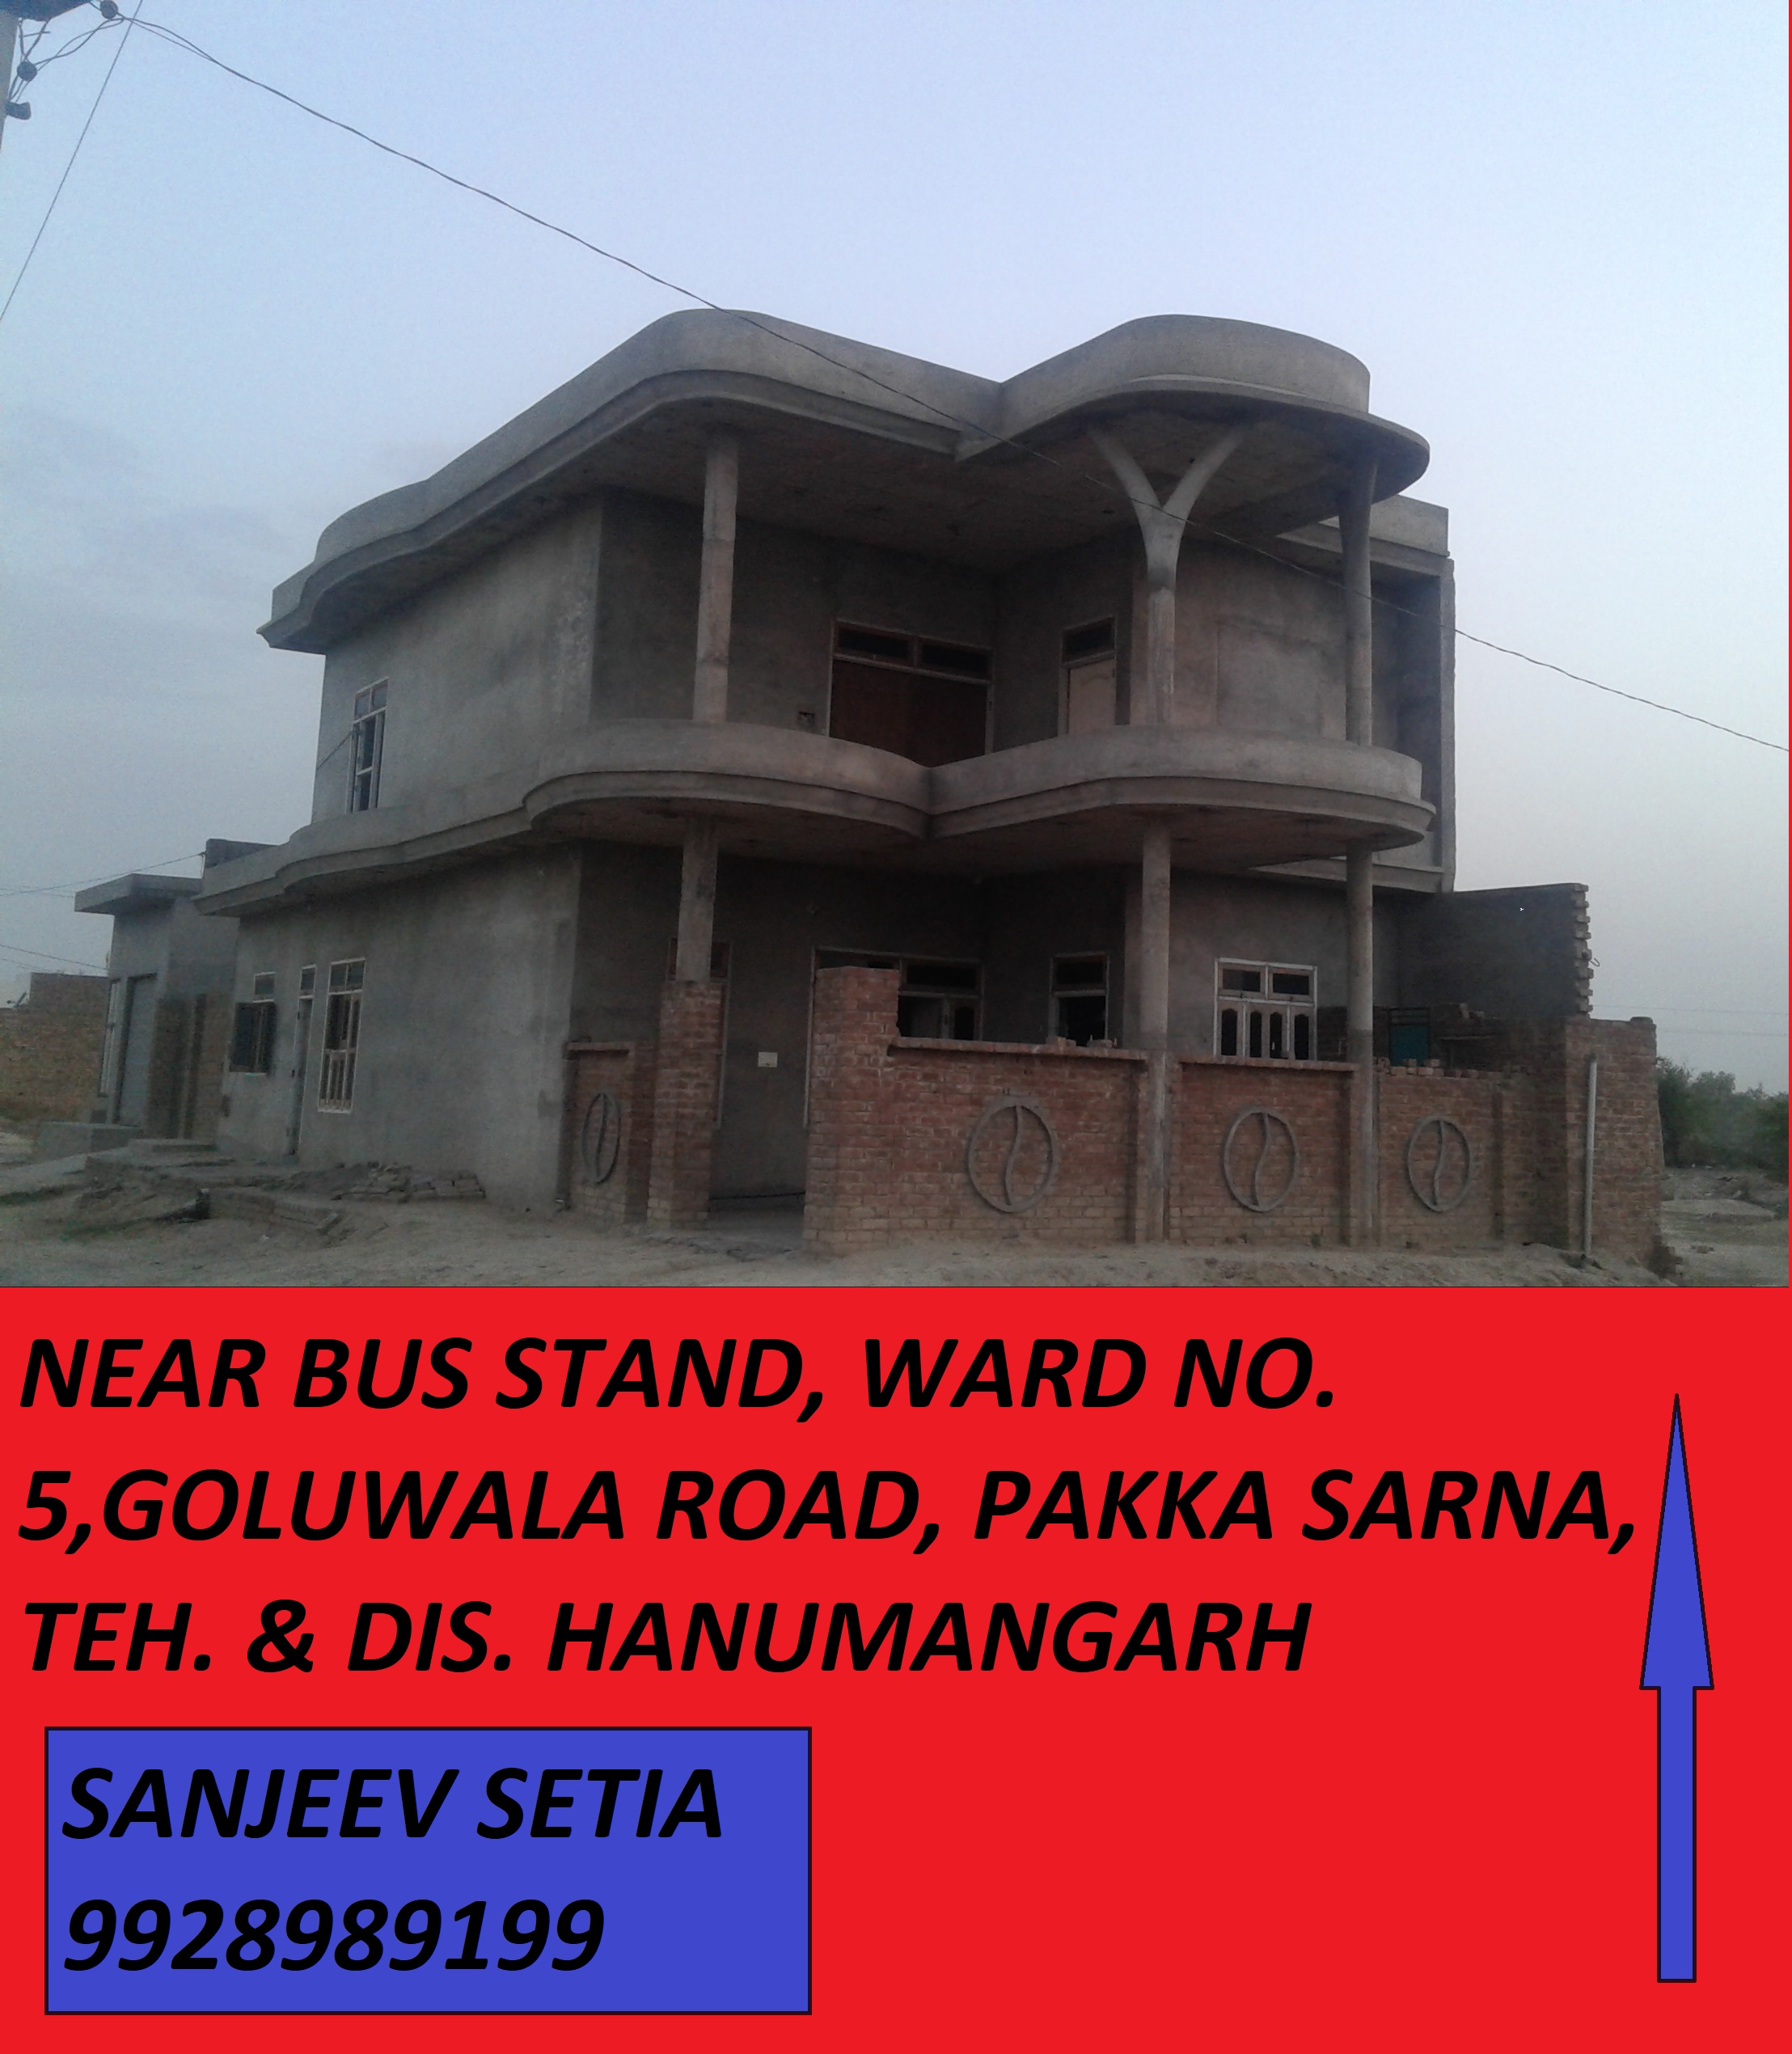 NEAR BUS STAND, WARD NO.
5,GOLUWALA ROAD, PAKKA SARNA,
TEH. & DIS. HANUMANGARH
SANJEEV SETIA
9928989199